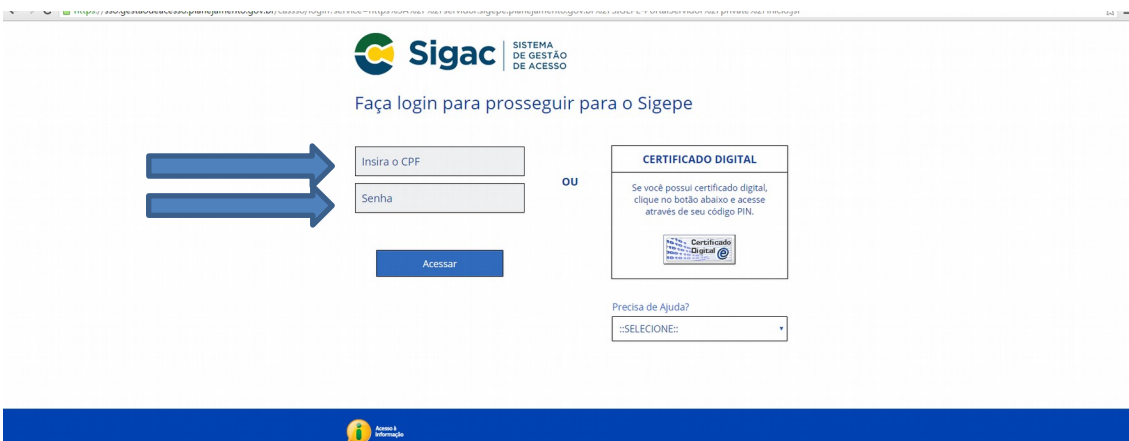 Sigac
SISTEMA
DE GESTÃO
DE ACESSO
Faça login para prosseguir para o Sigepe
Insira o CPF
Senha
Acessar
OU
CERTIFICADO DIGITAL
Se você possui certificado digital,
clique no botão abaixo e acesse
através de seu código PIN.
Certificado
Digital
Precisa de Ajuda?
::SELECIONE::
Acesso à
Informação